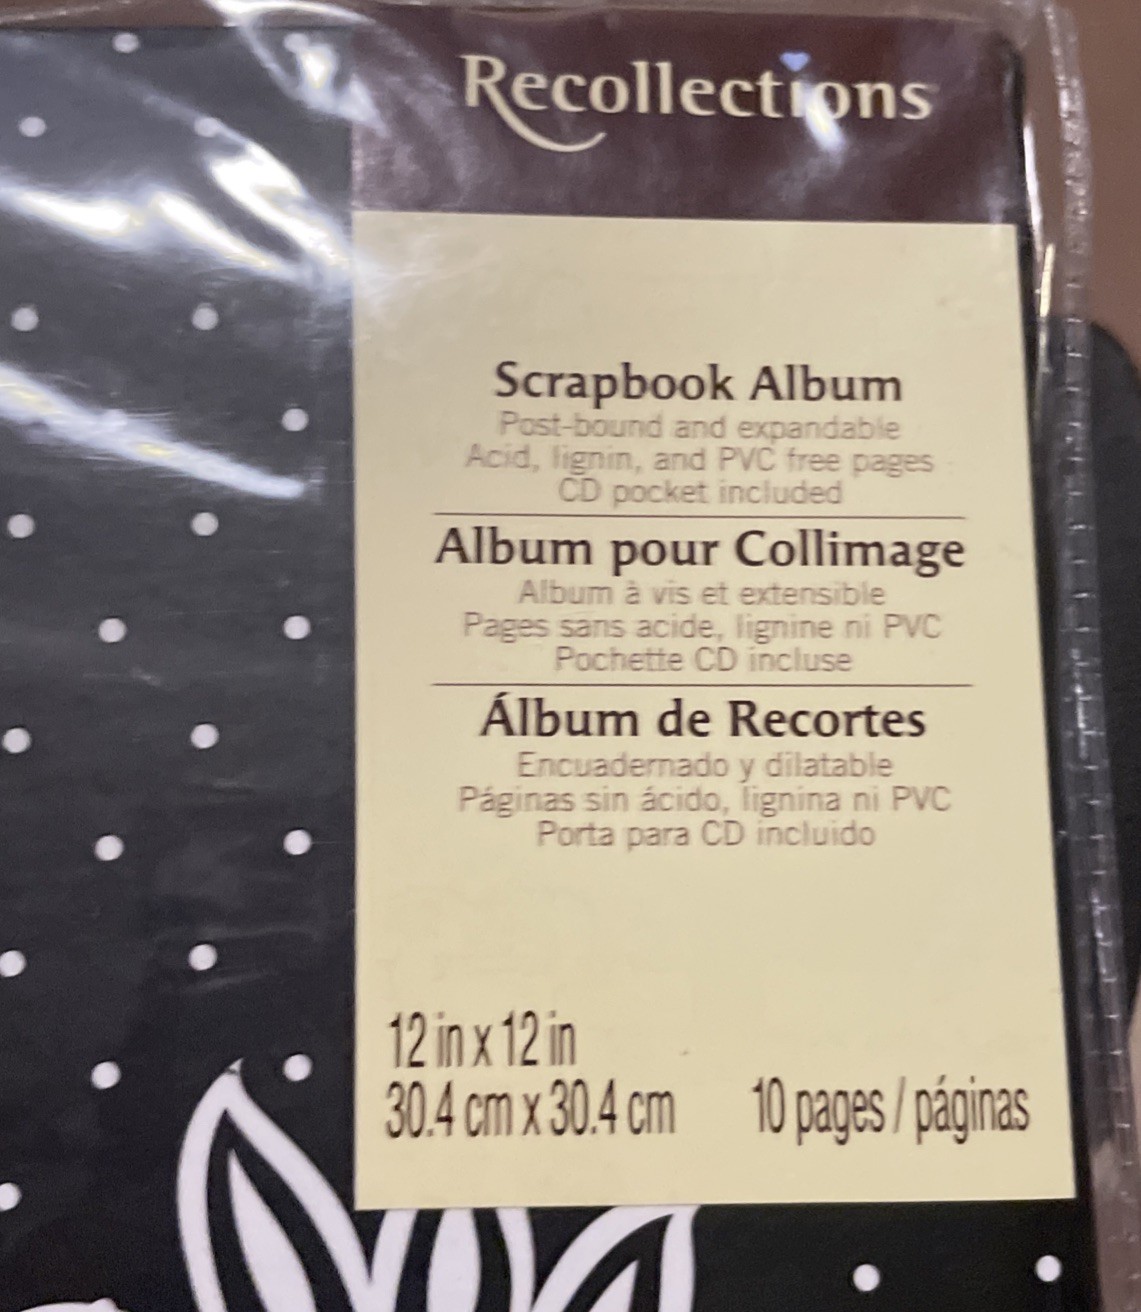 Recollections
Scrapbook Album
Post-bound and expandable
Acid, lignin, and PVC free pages
CD pocket included
Album pour Collimage
Album à vis et extensible
Pages sans acide, lignine ni PVC
Pochette CD incluse
Álbum de Recortes
Encuadernado y dilatable
Páginas sin ácido, lignina ni PVC
Porta para CD incluido
12 in x 12 in
30.4 cm x 30.4 cm 10 pages / páginas